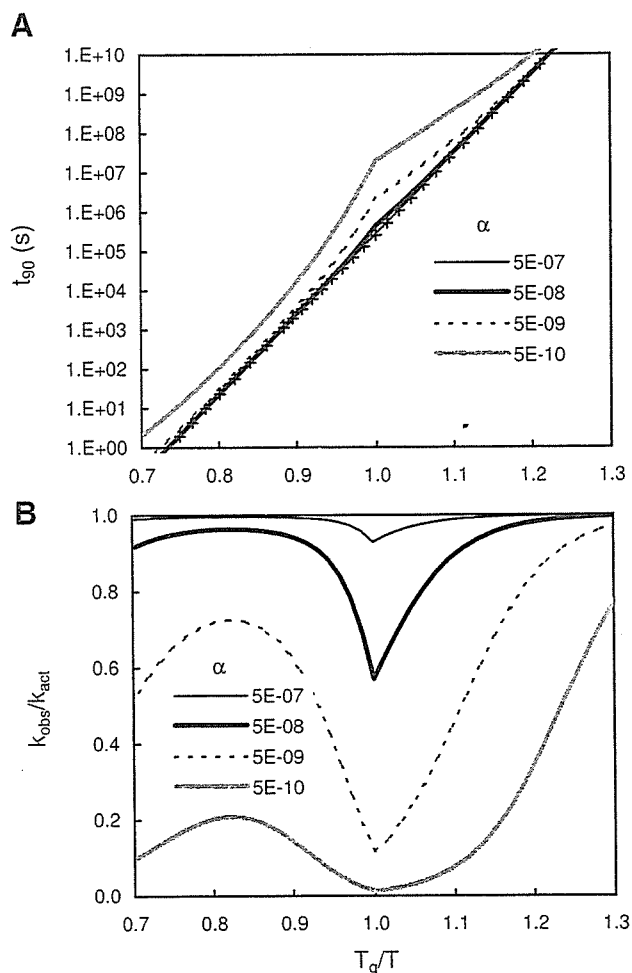 A
1.E+10
1.E+09
1.E+08
1.E+07
1.E+06
1.E+05
1.E+04
1.E+03
1.E+02
1.E+01
1.E+00
t90 (s)
α
5E-07
5E-08
5E-09
5E-10
0.7 0.8 0.9 1.0 1.1 1.2 1.3
B
1.0
0.8
0.6
0.4
0.2
0.0
kobs/kact
α
5E-07
5E-08
5E-09
5E-10
0.7 0.8 0.9 1.0 1.1 1.2 1.3
Tg/T